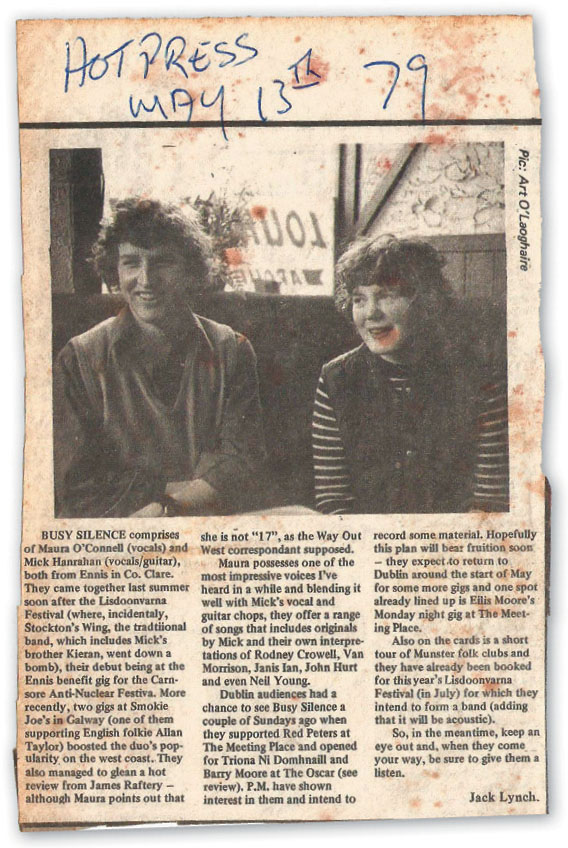 HOTPRESS
MAY 13TH 79
Pic: Art O'Laoghaire
LOUN
ARCHE
BUSY SILENCE comprises
of Maura O'Connell (vocals) and
Mick Hanrahan (vocals/guitar),
both from Ennis in Co. Clare.
They came together last summer
soon after the Lisdoonvarna
Festival (where, incidentaly,
Stockton's Wing, the tradtiional
band, which includes Mick's
brother Kieran, went down a
bomb), their debut being at the
Ennis benefit gig for the Carn-
sore Anti-Nuclear Festiva. More
recently, two gigs at Smokie
Joe's in Galway (one of them
supporting English folkie Allan
Taylor) boosted the duo's pop-
ularity on the west coast. They
also managed to glean a hot
review from James Raftery –
although Maura points out that
she is not "17", as the Way Out
West correspondant supposed.
Maura possesses one of the
most impressive voices I've
heard in a while and blending it
well with Mick's vocal and
guitar chops, they offer a range
of songs that includes originals
by Mick and their own interpre-
tations of Rodney Crowell, Van
Morrison, Janis Ian, John Hurt
and even Neil Young.
Dublin audiences had a
chance to see Busy Silence a
couple of Sundays ago when
they supported Red Peters at
The Meeting Place and opened
for Triona Ni Domhnaill and
Barry Moore at The Oscar (see
review). P.M. have shown
interest in them and intend to
record some material. Hopefully
this plan will bear fruition soon
– they expect to return to
Dublin around the start of May
for some more gigs and one spot
already lined up is Eilis Moore's
Monday night gig at The Meet-
ing Place.
Also on the cards is a short
tour of Munster folk clubs and
they have already been booked
for this year's Lisdoonvarna
Festival (in July) for which they
intend to form a band (adding
that it will be acoustic).
So, in the meantime, keep an
eye out and, when they come
your way, be sure to give them a
listen.
Jack Lynch.